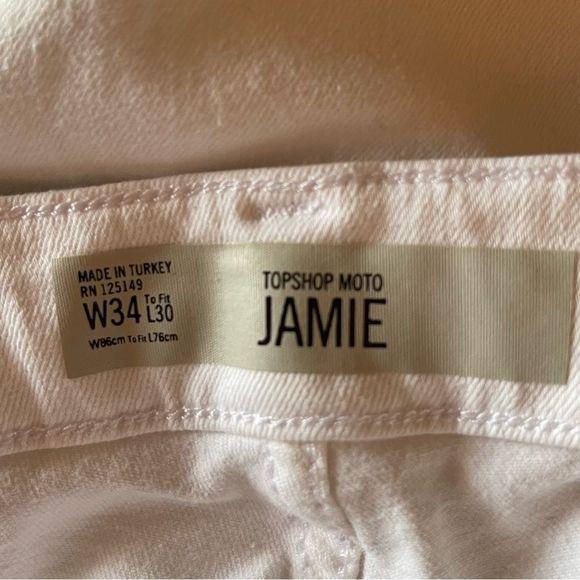 MADE IN TURKEY
RN 125149
W34 To Fit L30
W86cm To Fit L76cm
TOPSHOP MOTO
JAMIE